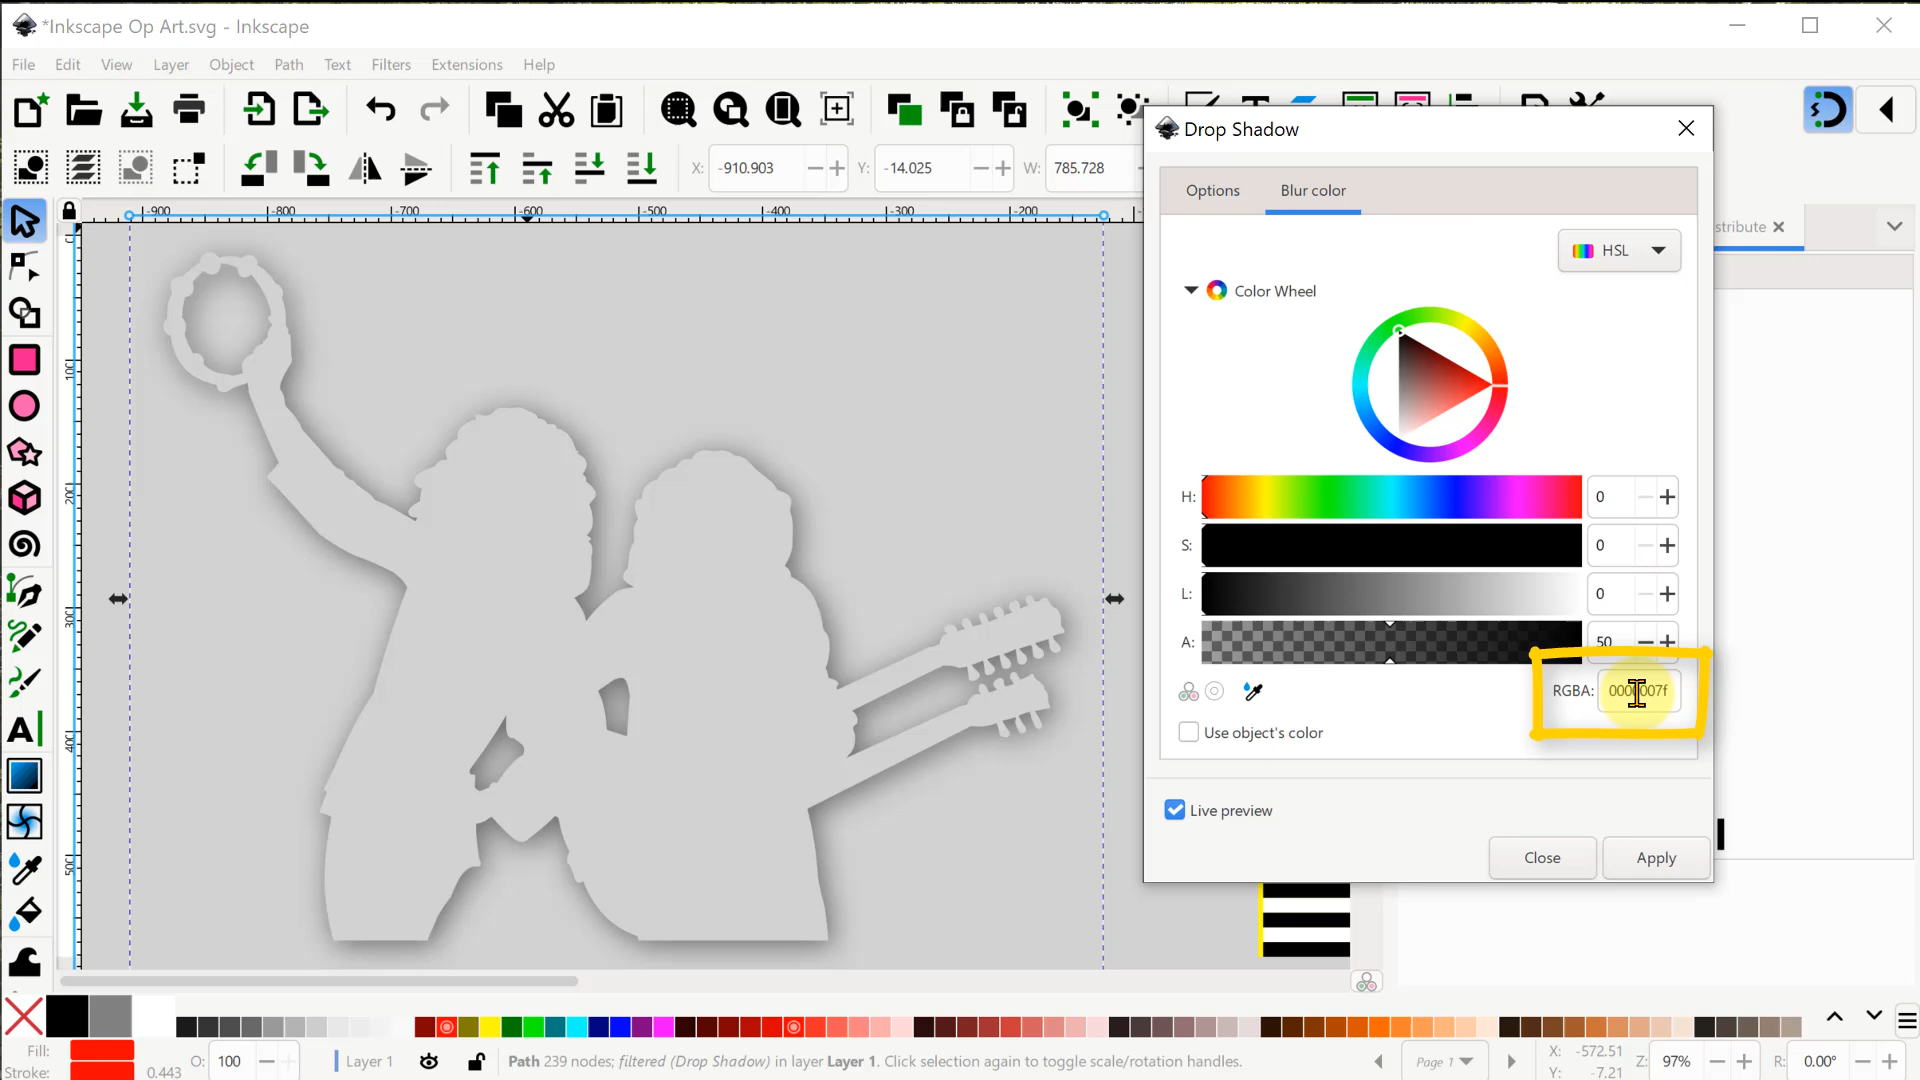 *Inkscape Op Art.svg - Inkscape
File Edit View Layer Object Path Text Filters Extensions Help
X: -910.903 Y: -14.025 W: 785.728
Drop Shadow
Options Blur color
stribute
-900 -800 -700 -600 -500 -400 -300 -200
HSL
Color Wheel
H: 0
S: 0
L: 0
A: 50
RGBA: 0000007f
Use object's color
Live preview
Close Apply
Fill:
Stroke: 0.443
O: 100
Layer 1
Path 239 nodes; filtered (Drop Shadow) in layer Layer 1. Click selection again to toggle scale/rotation handles.
Page 1
X: -572.51
Y: -7.21
Z: 97%
R: 0.00°